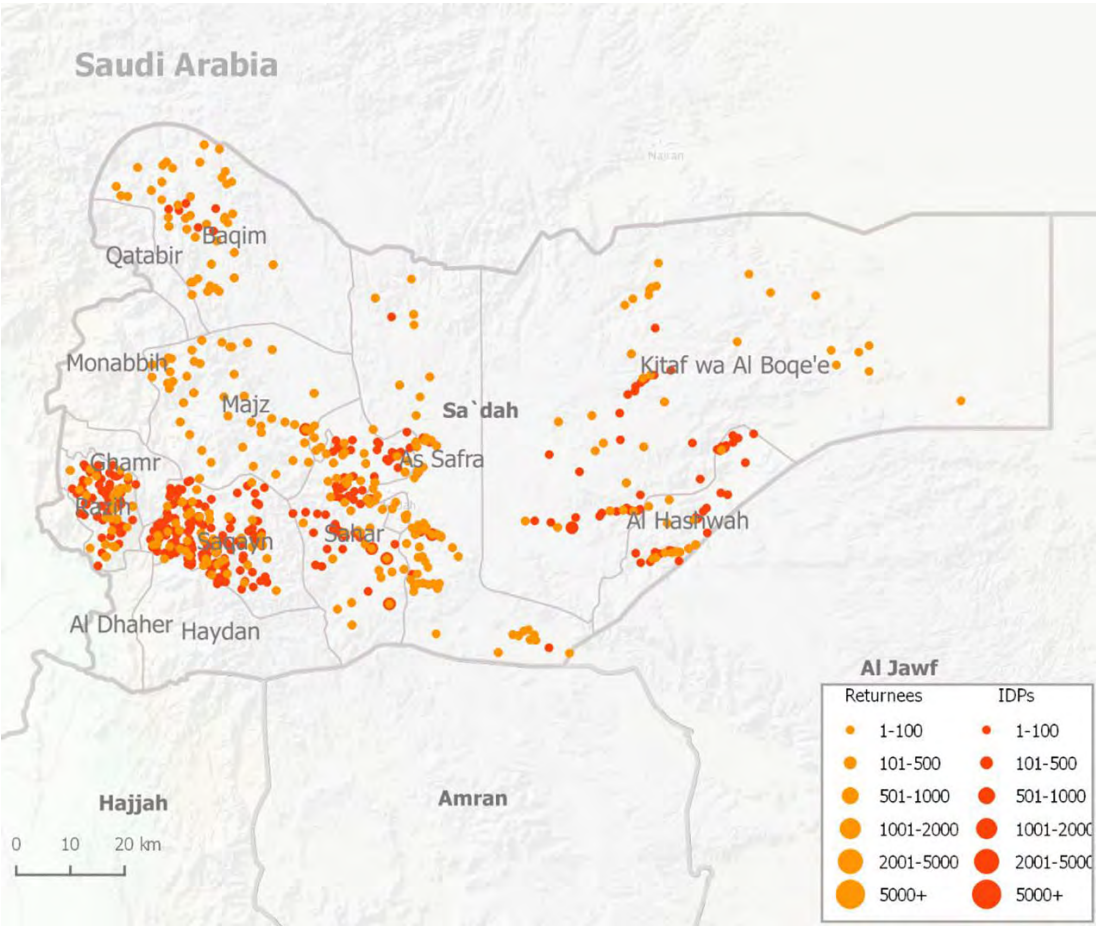 Saudi Arabia
Najran
Baqim
Qatabir
Monabbih
Kitaf wa Al Boqe'e
Majz
Sa`dah
Ghamr
As Safra
Razih
Al Hashwah
Sahar
Saqayn
Al Dhaher
Haydan
Al Jawf
Returnees IDPs
1-100 1-100
101-500 101-500
501-1000 501-1000
1001-2000 1001-2000
2001-5000 2001-5000
5000+ 5000+
Hajjah
Amran
0 10 20 km